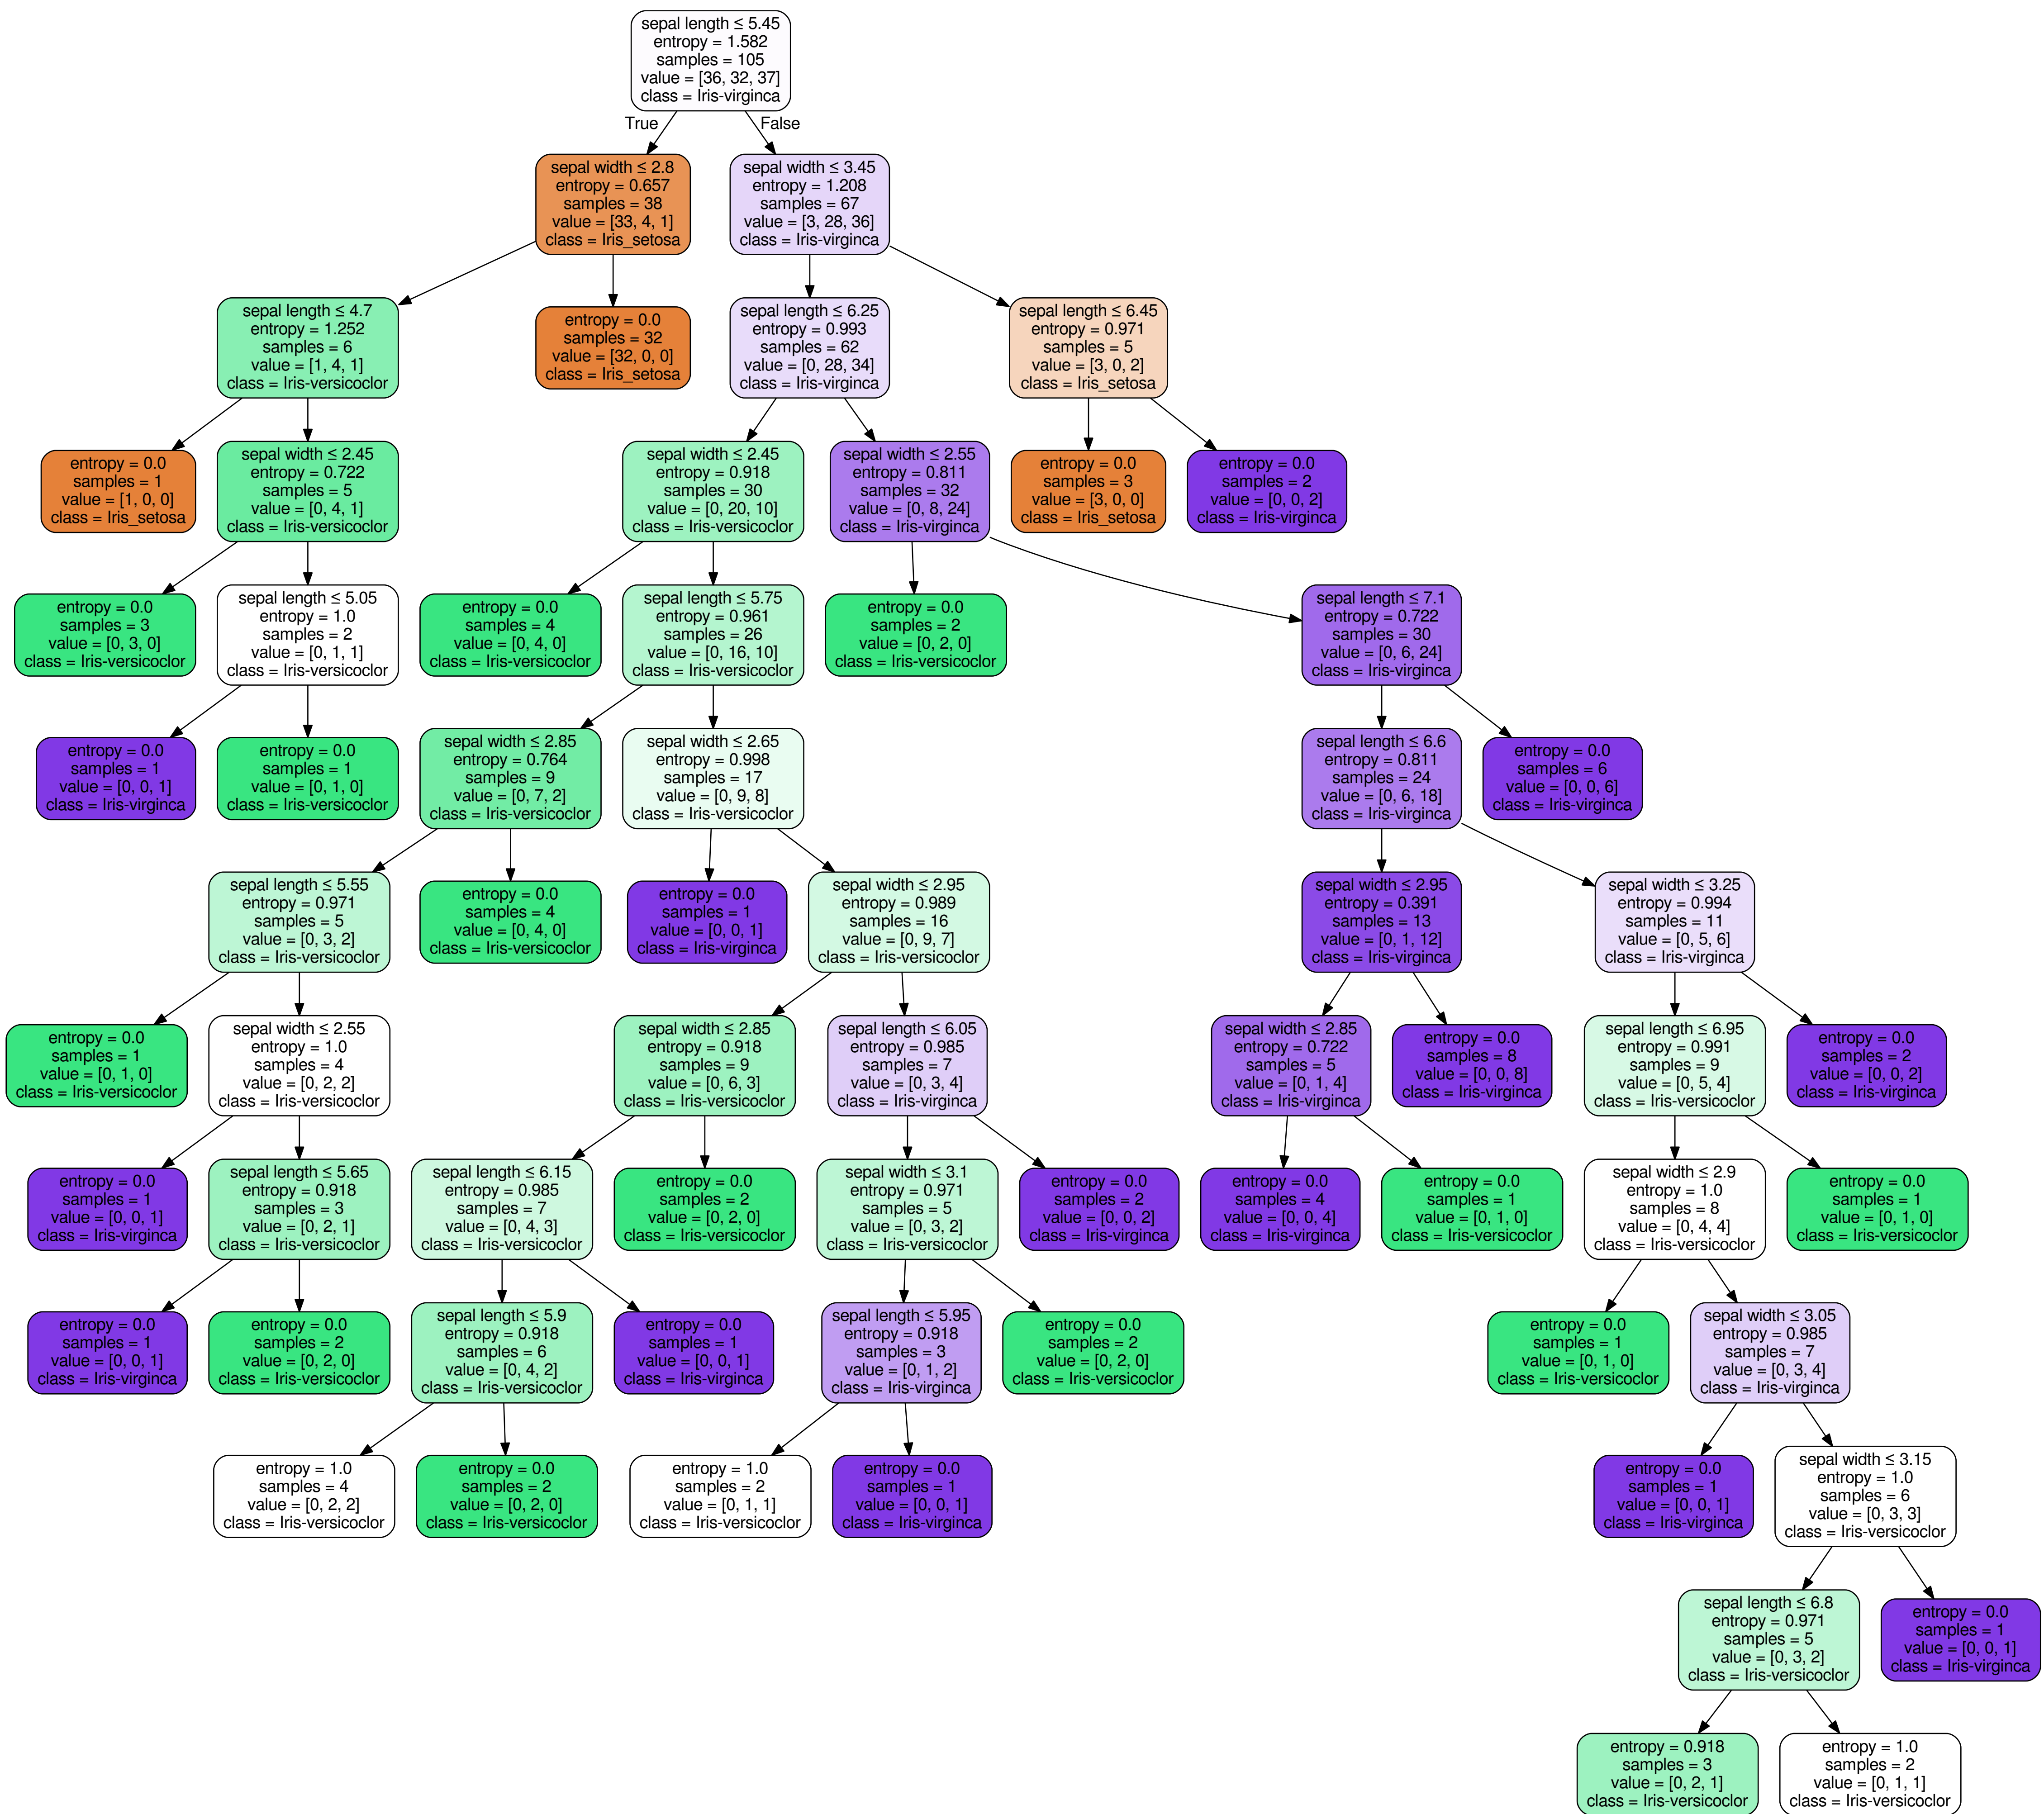 sepal length ≤ 5.45
entropy = 1.582
samples = 105
value = [36, 32, 37]
class = Iris-virginca
True
False
sepal width ≤ 2.8
entropy = 0.657
samples = 38
value = [33, 4, 1]
class = Iris_setosa
sepal width ≤ 3.45
entropy = 1.208
samples = 67
value = [3, 28, 36]
class = Iris-virginca
sepal length ≤ 4.7
entropy = 1.252
samples = 6
value = [1, 4, 1]
class = Iris-versicoclor
entropy = 0.0
samples = 32
value = [32, 0, 0]
class = Iris_setosa
sepal length ≤ 6.25
entropy = 0.993
samples = 62
value = [0, 28, 34]
class = Iris-virginca
sepal length ≤ 6.45
entropy = 0.971
samples = 5
value = [3, 0, 2]
class = Iris_setosa
entropy = 0.0
samples = 1
value = [1, 0, 0]
class = Iris_setosa
sepal width ≤ 2.45
entropy = 0.722
samples = 5
value = [0, 4, 1]
class = Iris-versicoclor
sepal width ≤ 2.45
entropy = 0.918
samples = 30
value = [0, 20, 10]
class = Iris-versicoclor
sepal width ≤ 2.55
entropy = 0.811
samples = 32
value = [0, 8, 24]
class = Iris-virginca
entropy = 0.0
samples = 3
value = [3, 0, 0]
class = Iris_setosa
entropy = 0.0
samples = 2
value = [0, 0, 2]
class = Iris-virginca
entropy = 0.0
samples = 3
value = [0, 3, 0]
class = Iris-versicoclor
sepal length ≤ 5.05
entropy = 1.0
samples = 2
value = [0, 1, 1]
class = Iris-versicoclor
entropy = 0.0
samples = 4
value = [0, 4, 0]
class = Iris-versicoclor
sepal length ≤ 5.75
entropy = 0.961
samples = 26
value = [0, 16, 10]
class = Iris-versicoclor
entropy = 0.0
samples = 2
value = [0, 2, 0]
class = Iris-versicoclor
sepal length ≤ 7.1
entropy = 0.722
samples = 30
value = [0, 6, 24]
class = Iris-virginca
entropy = 0.0
samples = 1
value = [0, 0, 1]
class = Iris-virginca
entropy = 0.0
samples = 1
value = [0, 1, 0]
class = Iris-versicoclor
sepal width ≤ 2.85
entropy = 0.764
samples = 9
value = [0, 7, 2]
class = Iris-versicoclor
sepal width ≤ 2.65
entropy = 0.998
samples = 17
value = [0, 9, 8]
class = Iris-versicoclor
sepal length ≤ 6.6
entropy = 0.811
samples = 24
value = [0, 6, 18]
class = Iris-virginca
entropy = 0.0
samples = 6
value = [0, 0, 6]
class = Iris-virginca
sepal length ≤ 5.55
entropy = 0.971
samples = 5
value = [0, 3, 2]
class = Iris-versicoclor
entropy = 0.0
samples = 4
value = [0, 4, 0]
class = Iris-versicoclor
entropy = 0.0
samples = 1
value = [0, 0, 1]
class = Iris-virginca
sepal width ≤ 2.95
entropy = 0.989
samples = 16
value = [0, 9, 7]
class = Iris-versicoclor
sepal width ≤ 2.95
entropy = 0.391
samples = 13
value = [0, 1, 12]
class = Iris-virginca
sepal width ≤ 3.25
entropy = 0.994
samples = 11
value = [0, 5, 6]
class = Iris-virginca
entropy = 0.0
samples = 1
value = [0, 1, 0]
class = Iris-versicoclor
sepal width ≤ 2.55
entropy = 1.0
samples = 4
value = [0, 2, 2]
class = Iris-versicoclor
sepal width ≤ 2.85
entropy = 0.918
samples = 9
value = [0, 6, 3]
class = Iris-versicoclor
sepal length ≤ 6.05
entropy = 0.985
samples = 7
value = [0, 3, 4]
class = Iris-virginca
sepal width ≤ 2.85
entropy = 0.722
samples = 5
value = [0, 1, 4]
class = Iris-virginca
entropy = 0.0
samples = 8
value = [0, 0, 8]
class = Iris-virginca
sepal length ≤ 6.95
entropy = 0.991
samples = 9
value = [0, 5, 4]
class = Iris-versicoclor
entropy = 0.0
samples = 2
value = [0, 0, 2]
class = Iris-virginca
entropy = 0.0
samples = 1
value = [0, 0, 1]
class = Iris-virginca
sepal length ≤ 5.65
entropy = 0.918
samples = 3
value = [0, 2, 1]
class = Iris-versicoclor
sepal length ≤ 6.15
entropy = 0.985
samples = 7
value = [0, 4, 3]
class = Iris-versicoclor
entropy = 0.0
samples = 2
value = [0, 2, 0]
class = Iris-versicoclor
sepal width ≤ 3.1
entropy = 0.971
samples = 5
value = [0, 3, 2]
class = Iris-versicoclor
entropy = 0.0
samples = 2
value = [0, 0, 2]
class = Iris-virginca
entropy = 0.0
samples = 4
value = [0, 0, 4]
class = Iris-virginca
entropy = 0.0
samples = 1
value = [0, 1, 0]
class = Iris-versicoclor
sepal width ≤ 2.9
entropy = 1.0
samples = 8
value = [0, 4, 4]
class = Iris-versicoclor
entropy = 0.0
samples = 1
value = [0, 1, 0]
class = Iris-versicoclor
entropy = 0.0
samples = 1
value = [0, 0, 1]
class = Iris-virginca
entropy = 0.0
samples = 2
value = [0, 2, 0]
class = Iris-versicoclor
sepal length ≤ 5.9
entropy = 0.918
samples = 6
value = [0, 4, 2]
class = Iris-versicoclor
entropy = 0.0
samples = 1
value = [0, 0, 1]
class = Iris-virginca
sepal length ≤ 5.95
entropy = 0.918
samples = 3
value = [0, 1, 2]
class = Iris-virginca
entropy = 0.0
samples = 2
value = [0, 2, 0]
class = Iris-versicoclor
entropy = 0.0
samples = 1
value = [0, 1, 0]
class = Iris-versicoclor
sepal width ≤ 3.05
entropy = 0.985
samples = 7
value = [0, 3, 4]
class = Iris-virginca
entropy = 1.0
samples = 4
value = [0, 2, 2]
class = Iris-versicoclor
entropy = 0.0
samples = 2
value = [0, 2, 0]
class = Iris-versicoclor
entropy = 1.0
samples = 2
value = [0, 1, 1]
class = Iris-versicoclor
entropy = 0.0
samples = 1
value = [0, 0, 1]
class = Iris-virginca
entropy = 0.0
samples = 1
value = [0, 0, 1]
class = Iris-virginca
sepal width ≤ 3.15
entropy = 1.0
samples = 6
value = [0, 3, 3]
class = Iris-versicoclor
sepal length ≤ 6.8
entropy = 0.971
samples = 5
value = [0, 3, 2]
class = Iris-versicoclor
entropy = 0.0
samples = 1
value = [0, 0, 1]
class = Iris-virginca
entropy = 0.918
samples = 3
value = [0, 2, 1]
class = Iris-versicoclor
entropy = 1.0
samples = 2
value = [0, 1, 1]
class = Iris-versicoclor